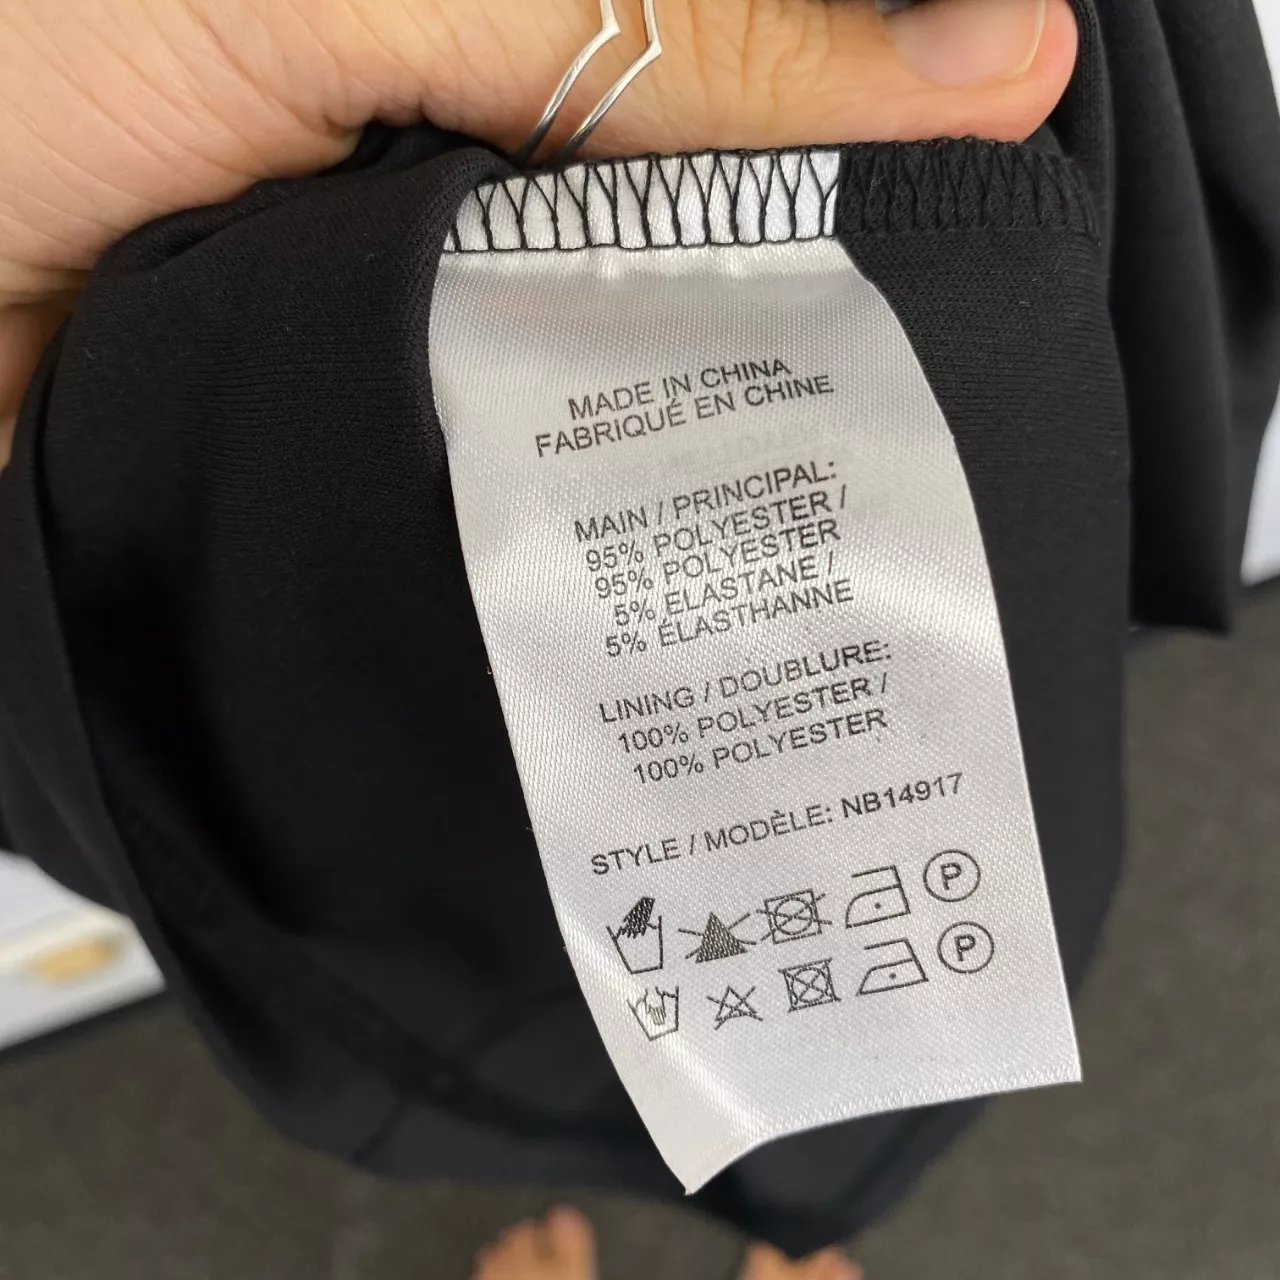 MADE IN CHINA
FABRIQUÉ EN CHINE
MAIN / PRINCIPAL:
95% POLYESTER /
95% POLYESTER
5% ELASTANE /
5% ÉLASTHANNE
LINING / DOUBLURE:
100% POLYESTER /
100% POLYESTER
STYLE / MODÈLE: NB14917
P
P